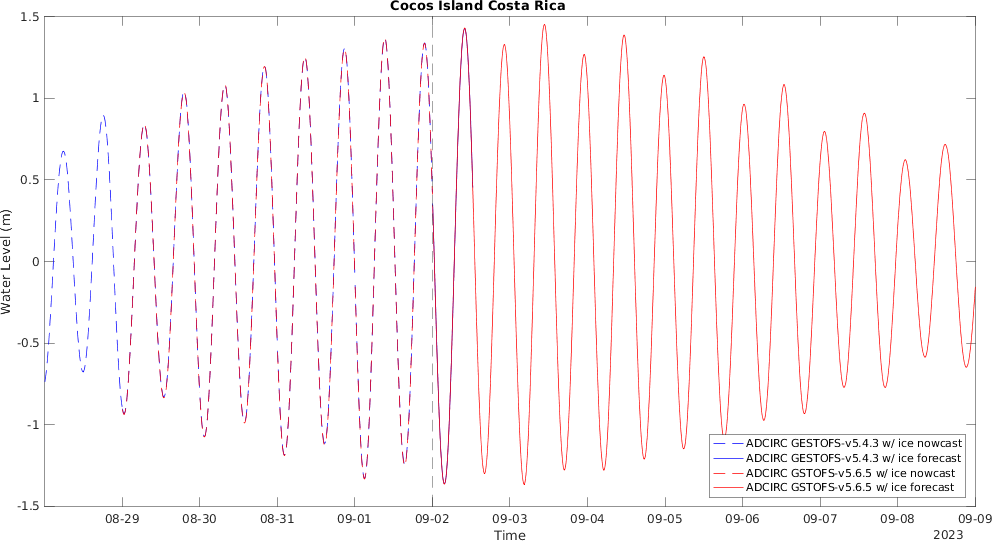 Cocos Island Costa Rica
Water Level (m)
1.5
1
0.5
0
-0.5
-1
-1.5
08-29 08-30 08-31 09-01 09-02 09-03 09-04 09-05 09-06 09-07 09-08 09-09
Time
2023
ADCIRC GESTOFS-v5.4.3 w/ ice nowcast
ADCIRC GESTOFS-v5.4.3 w/ ice forecast
ADCIRC GSTOFS-v5.6.5 w/ ice nowcast
ADCIRC GSTOFS-v5.6.5 w/ ice forecast